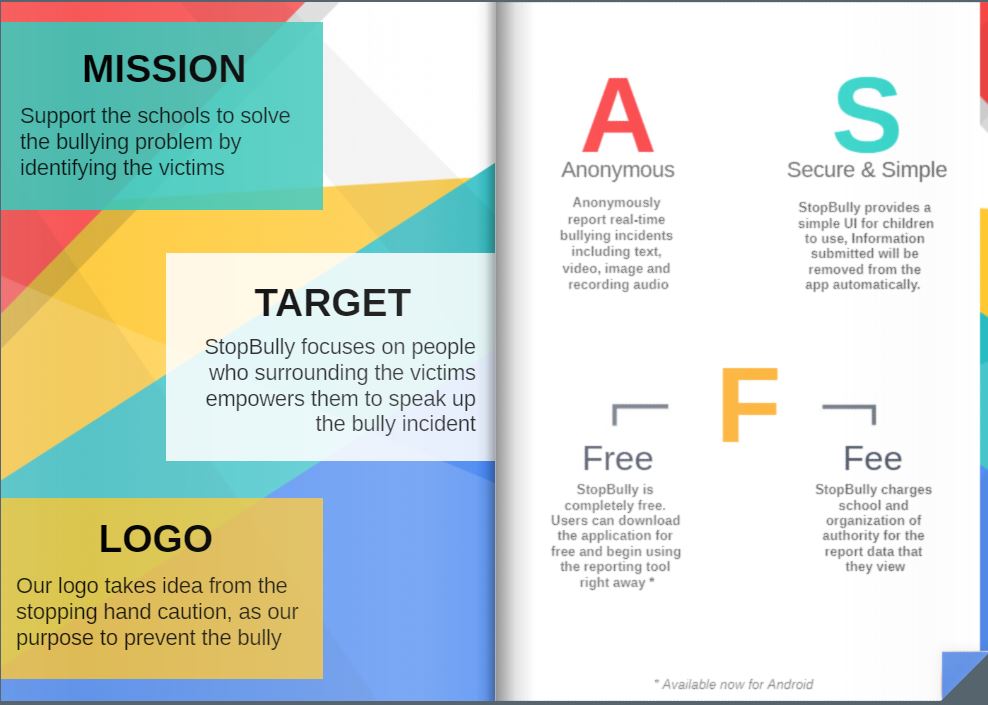 MISSION
Support the schools to solve
the bullying problem by
identifying the victims
TARGET
StopBully focuses on people
who surrounding the victims
empowers them to speak up
the bully incident
LOGO
Our logo takes idea from the
stopping hand caution, as our
purpose to prevent the bully
A
Anonymous
Anonymously
report real-time
bullying incidents
including text,
video, image and
recording audio
S
Secure & Simple
StopBully provides a
simple UI for children
to use, Information
submitted will be
removed from the
app automatically.
F
Free
StopBully is
completely free.
Users can download
the application for
free and begin using
the reporting tool
right away *
Fee
StopBully charges
school and
organization of
authority for the
report data that
they view
* Available now for Android